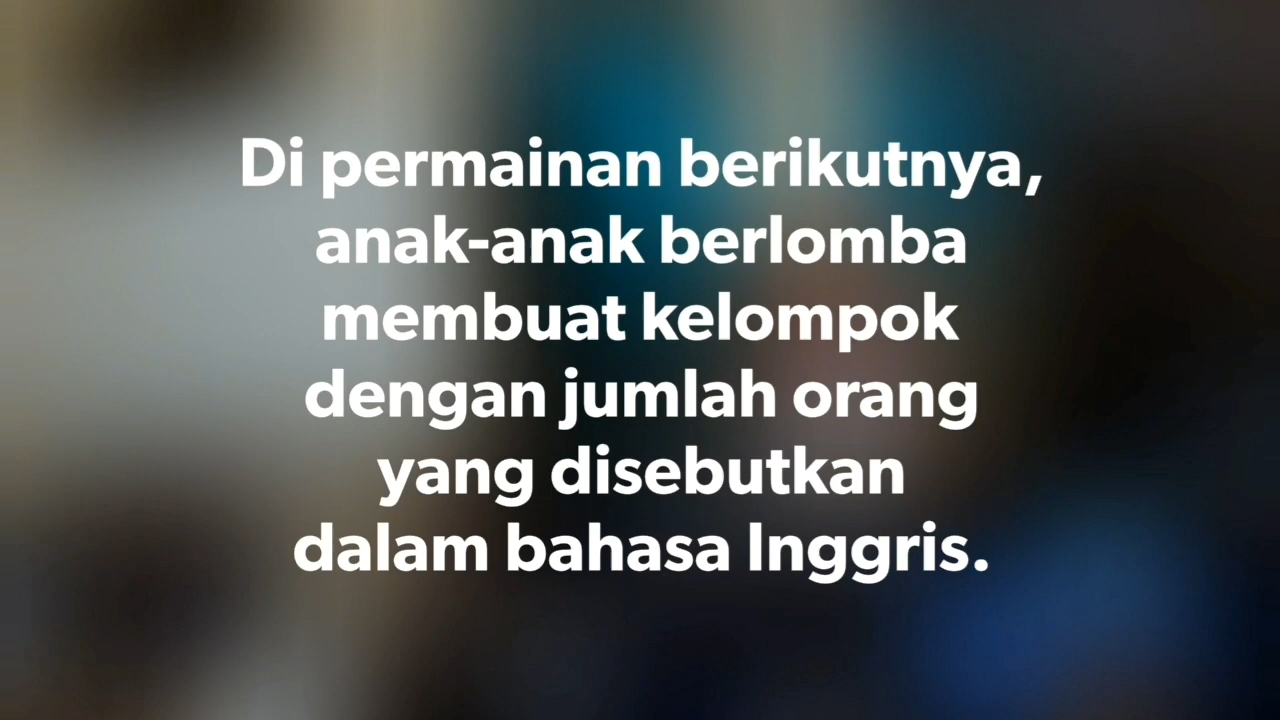 Di permainan berikutnya,
anak-anak berlomba
membuat kelompok
dengan jumlah orang
yang disebutkan
dalam bahasa Inggris.